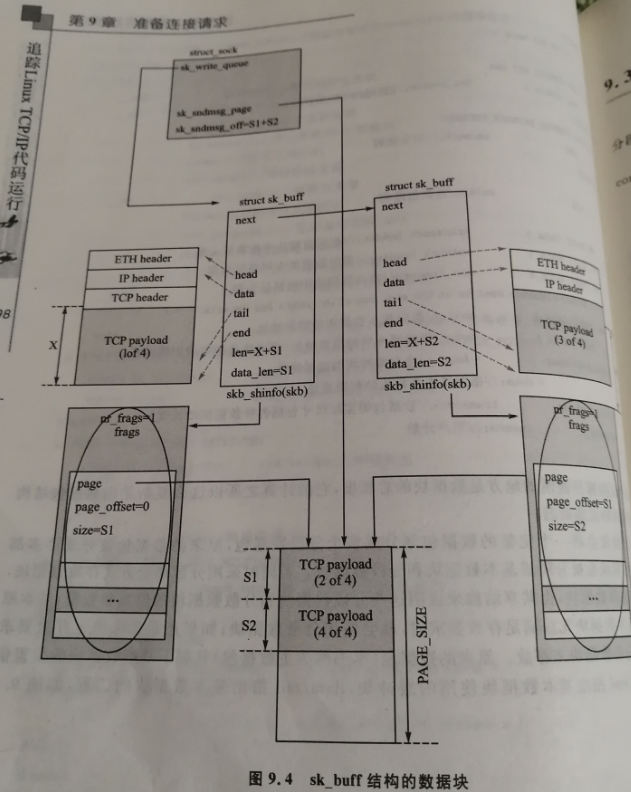 第9章 准备连接请求
追踪Linux TCP/IP代码运行
98
struct_sock
sk_write_queue
sk_sndmsg_page
sk_sndmsg_off=S1+S2
struct sk_buff
next
head
data
tail
end
len=X+S1
data_len=S1
skb_shinfo(skb)
struct sk_buff
next
head
data
tail
end
len=X+S2
data_len=S2
skb_shinfo(skb)
ETH header
IP header
TCP header
X
TCP payload
(lof 4)
ETH header
IP header
TCP payload
(3 of 4)
nr_frags=1
frags
page
page_offset=0
size=S1
...
nr_frags=1
frags
page
page_offset=S1
size=S2
...
S1
TCP payload
(2 of 4)
S2
TCP payload
(4 of 4)
PAGE_SIZE
图 9.4 sk_buff 结构的数据块
9.3